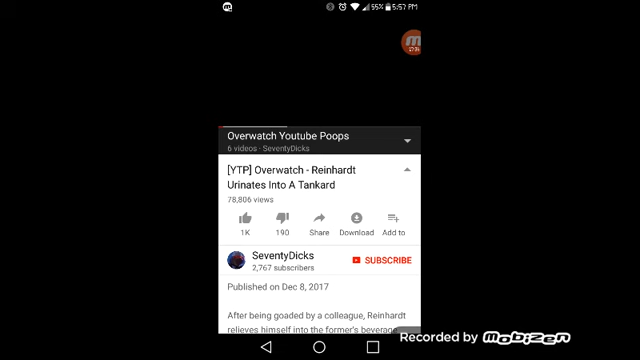 55% 5:57 PM
Overwatch Youtube Poops
6 videos · SeventyDicks
[YTP] Overwatch - Reinhardt
Urinates Into A Tankard
78,806 views
1K 190 Share Download Add to
SeventyDicks
2,767 subscribers
SUBSCRIBE
Published on Dec 8, 2017
After being goaded by a colleague, Reinhardt
relieves himself into the former's beverage
Recorded by Mobizen